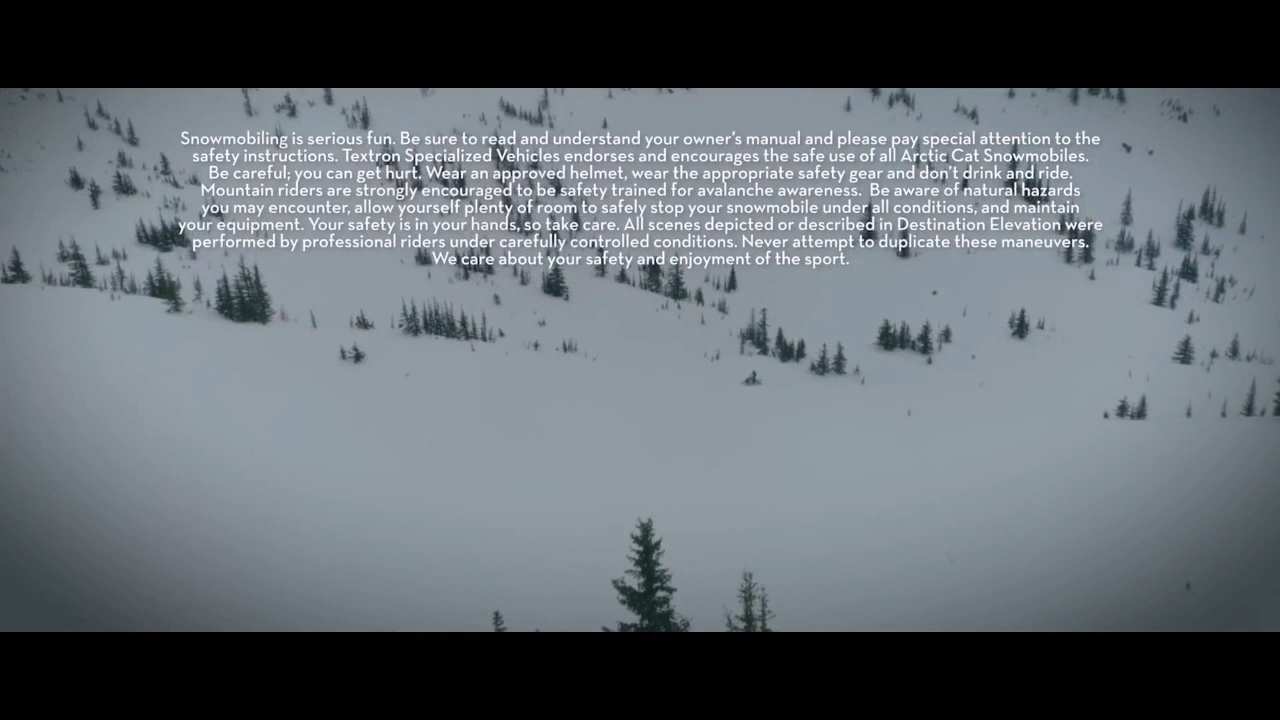 Snowmobiling is serious fun. Be sure to read and understand your owner's manual and please pay special attention to the
safety instructions. Textron Specialized Vehicles endorses and encourages the safe use of all Arctic Cat Snowmobiles.
Be careful; you can get hurt. Wear an approved helmet, wear the appropriate safety gear and don't drink and ride.
Mountain riders are strongly encouraged to be safety trained for avalanche awareness.  Be aware of natural hazards
you may encounter, allow yourself plenty of room to safely stop your snowmobile under all conditions, and maintain
your equipment. Your safety is in your hands, so take care. All scenes depicted or described in Destination Elevation were
performed by professional riders under carefully controlled conditions. Never attempt to duplicate these maneuvers.
We care about your safety and enjoyment of the sport.